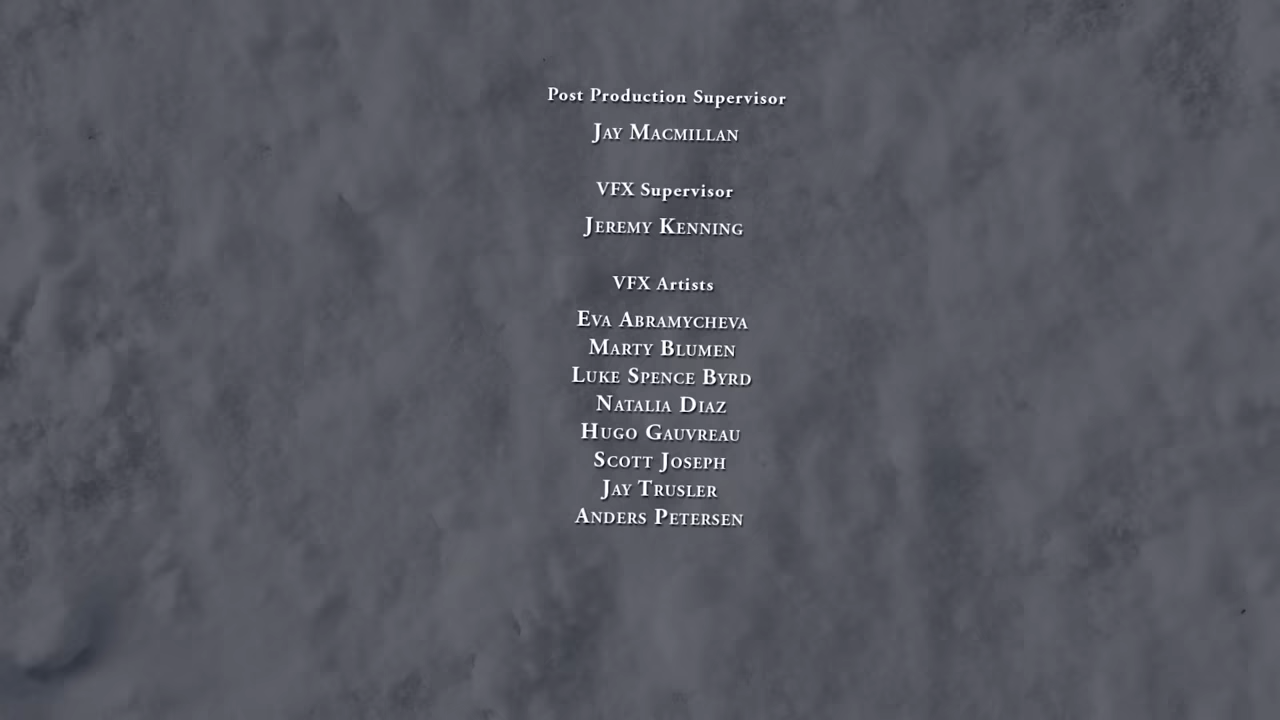 Post Production Supervisor
Jay Macmillan
VFX Supervisor
Jeremy Kenning
VFX Artists
Eva Abramycheva
Marty Blumen
Luke Spence Byrd
Natalia Diaz
Hugo Gauvreau
Scott Joseph
Jay Trusler
Anders Petersen